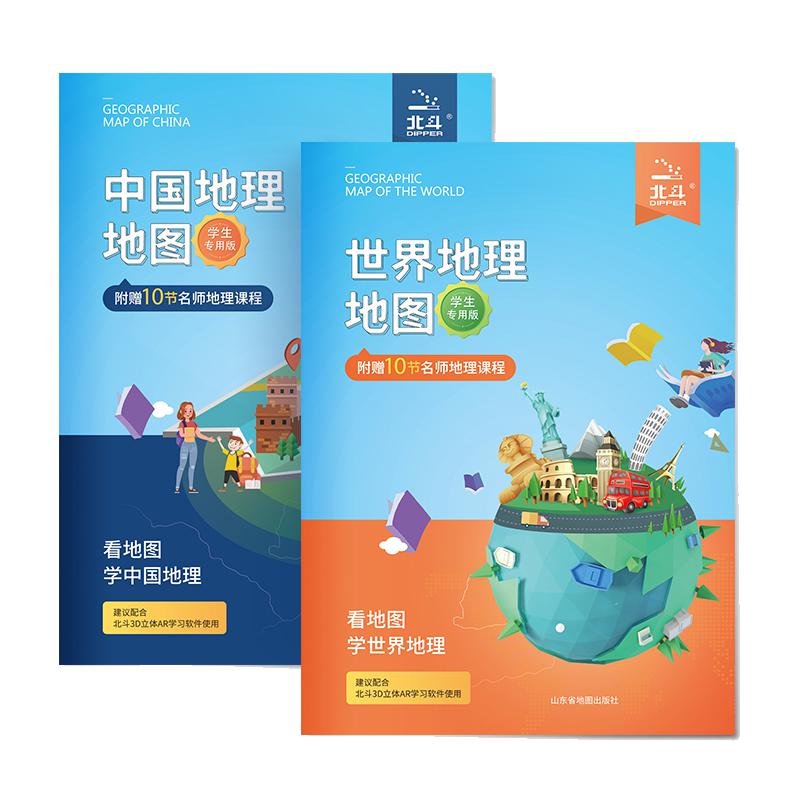 GEOGRAPHIC
MAP OF CHINA
北斗®
DIPPER
中国地理
地图
学生
专用版
附赠10节名师地理课程
看地图
学中国地理
建议配合
北斗3D立体AR学习软件使用
GEOGRAPHIC
MAP OF THE WORLD
北斗®
DIPPER
世界地理
地图
学生
专用版
附赠10节名师地理课程
看地图
学世界地理
建议配合
北斗3D立体AR学习软件使用
山东省地图出版社